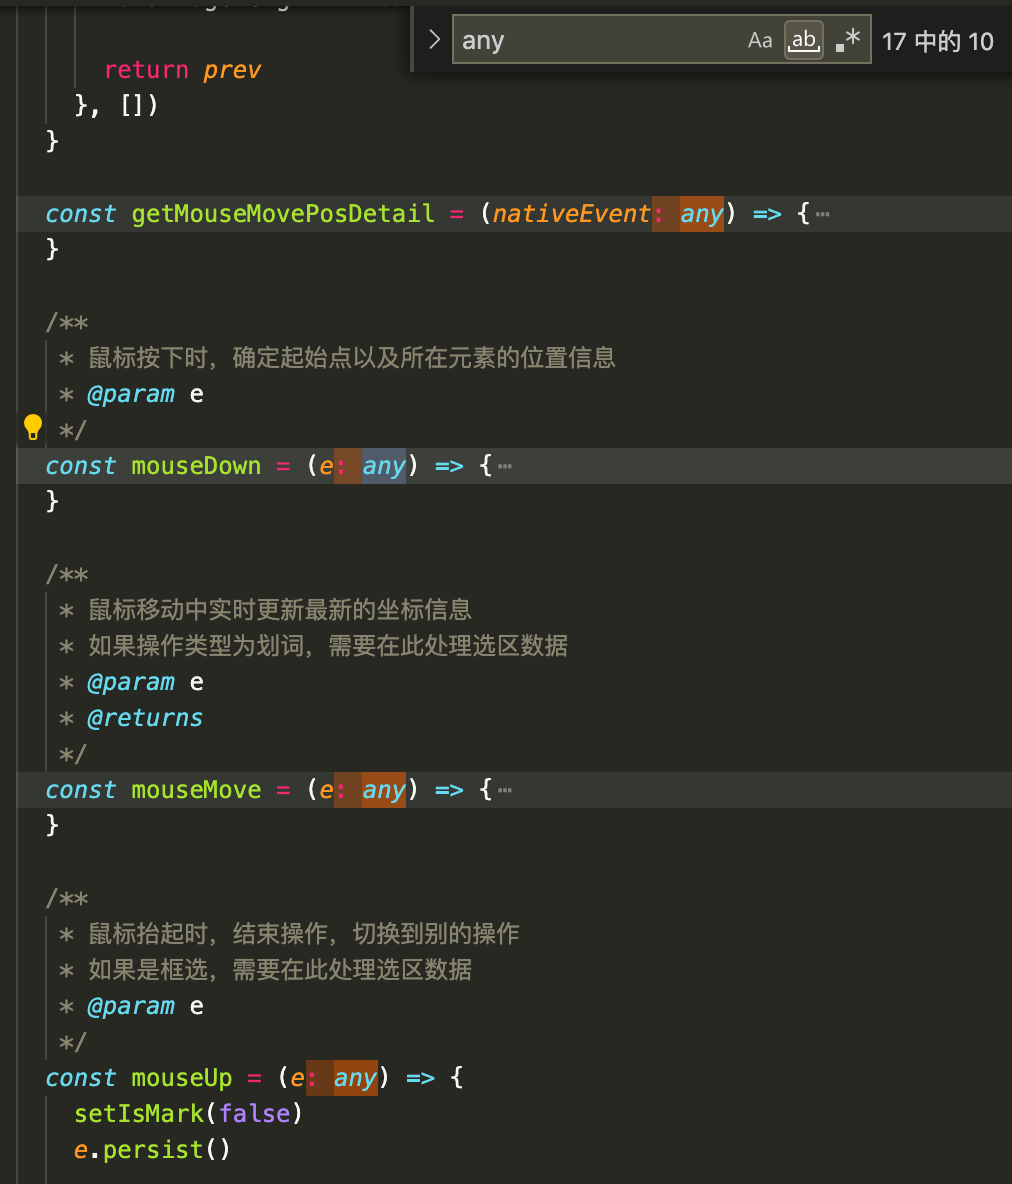 any Aa ab .* 17 中的 10
return prev
}, [])
}
const getMouseMovePosDetail = (nativeEvent: any) => {⋯
}
/**
* 鼠标按下时，确定起始点以及所在元素的位置信息
* @param e
*/
const mouseDown = (e: any) => {⋯
}
/**
* 鼠标移动中实时更新最新的坐标信息
* 如果操作类型为划词，需要在此处理选区数据
* @param e
* @returns
*/
const mouseMove = (e: any) => {⋯
}
/**
* 鼠标抬起时，结束操作，切换到别的操作
* 如果是框选，需要在此处理选区数据
* @param e
*/
const mouseUp = (e: any) => {
setIsMark(false)
e.persist()